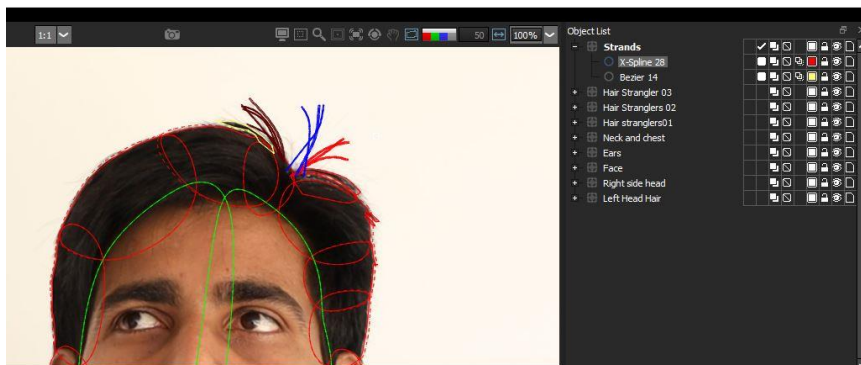 1:1
50
100%
Object List
Strands
X-Spline 28
Bezier 14
Hair Strangler 03
Hair Stranglers 02
Hair stranglers01
Neck and chest
Ears
Face
Right side head
Left Head Hair